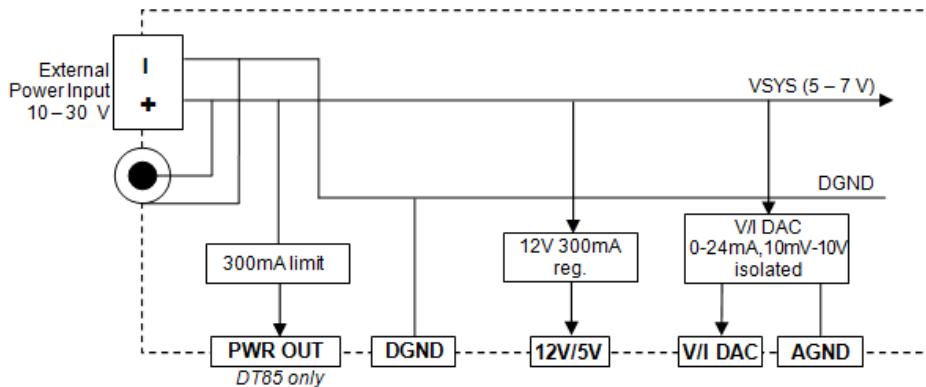 External
Power Input
10 – 30 V
I
+
VSYS (5 – 7 V)
DGND
300mA limit
12V 300mA
reg.
V/I DAC
0-24mA,10mV-10V
isolated
PWR OUT
DGND
12V/5V
V/I DAC
AGND
DT85 only